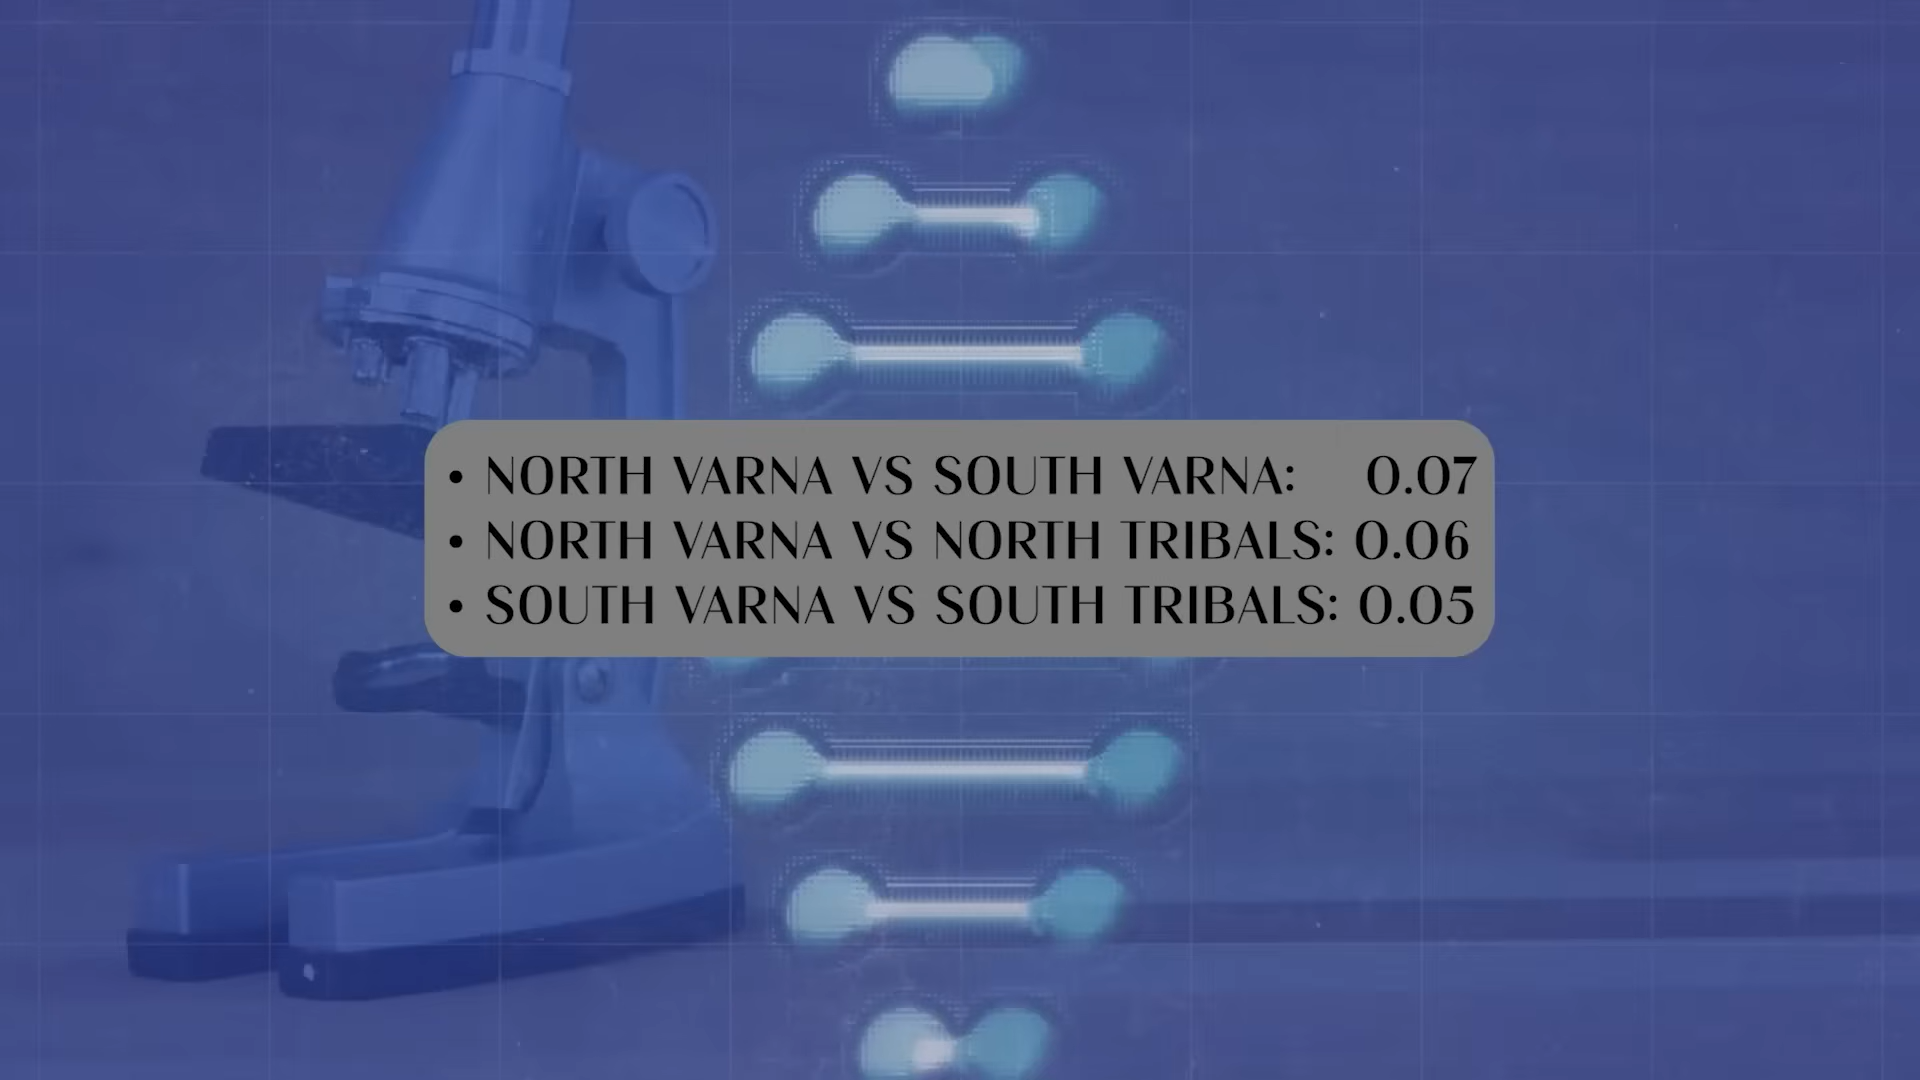 • NORTH VARNA VS SOUTH VARNA: 0.07
• NORTH VARNA VS NORTH TRIBALS: 0.06
• SOUTH VARNA VS SOUTH TRIBALS: 0.05